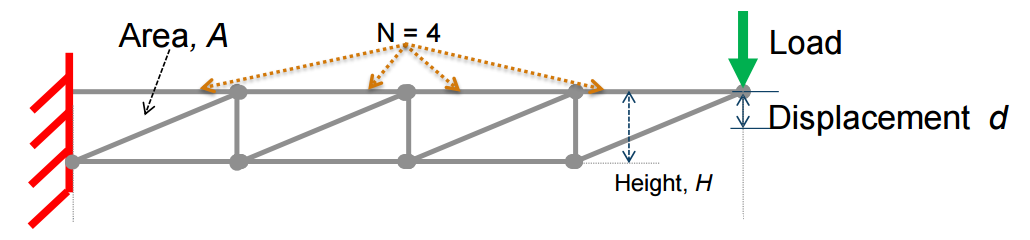 Area, A
N = 4
Load
Displacement d
Height, H